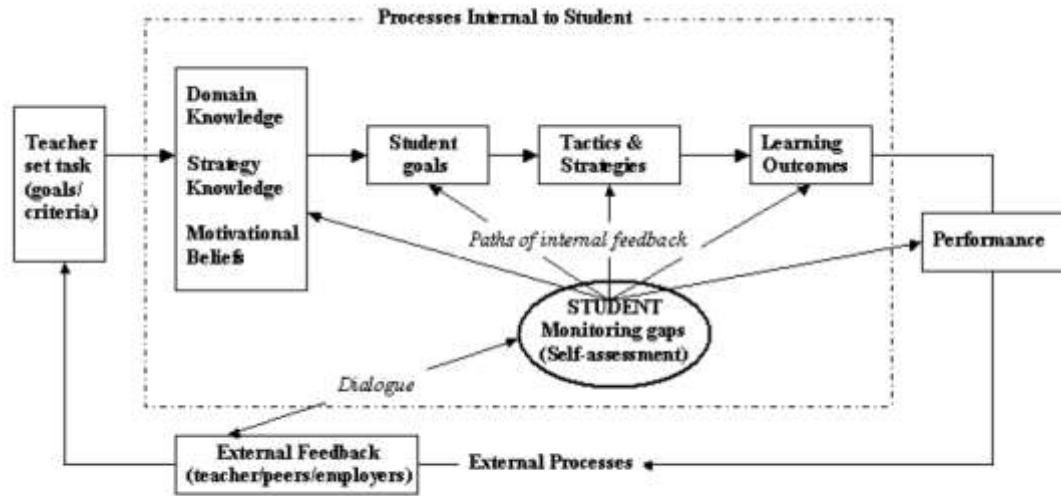 Processes Internal to Student
Domain
Knowledge
Strategy
Knowledge
Motivational
Beliefs
Teacher
set task
(goals/
criteria)
Student
goals
Tactics &
Strategies
Learning
Outcomes
Paths of internal feedback
Performance
STUDENT
Monitoring gaps
(Self-assessment)
Dialogue
External Feedback
(teacher/peers/employers)
External Processes